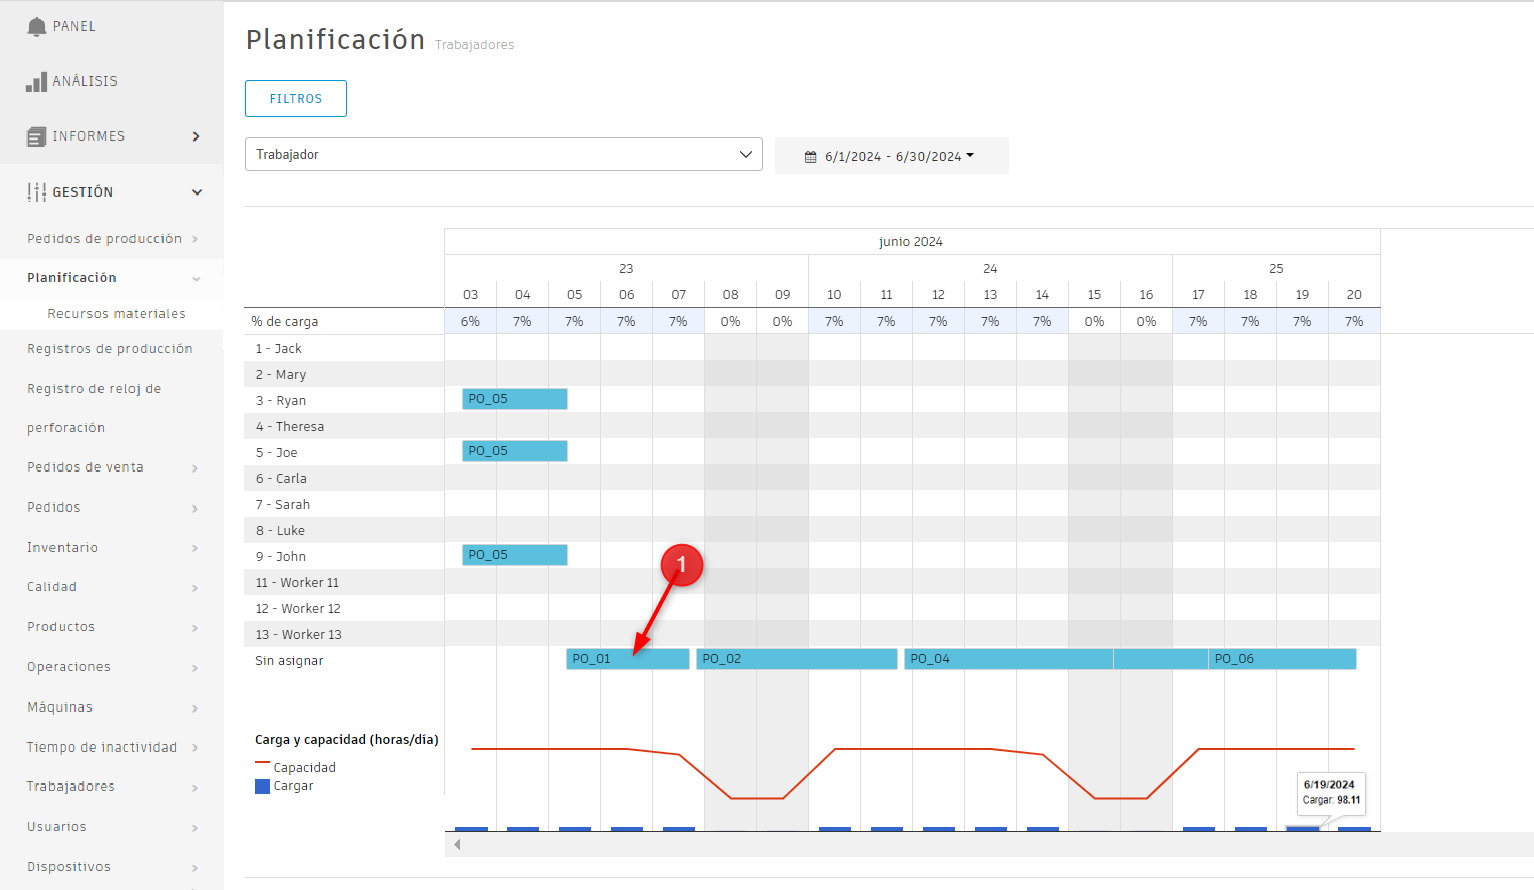 PANEL
ANÁLISIS
INFORMES
GESTIÓN
Pedidos de producción
Planificación
Recursos materiales
Registros de producción
Registro de reloj de
perforación
Pedidos de venta
Pedidos
Inventario
Calidad
Productos
Operaciones
Máquinas
Tiempo de inactividad
Trabajadores
Usuarios
Dispositivos
Planificación Trabajadores
FILTROS
Trabajador
6/1/2024 - 6/30/2024
junio 2024
23 24 25
03 04 05 06 07 08 09 10 11 12 13 14 15 16 17 18 19 20
% de carga 6% 7% 7% 7% 7% 0% 0% 7% 7% 7% 7% 7% 0% 0% 7% 7% 7% 7%
1 - Jack
2 - Mary
3 - Ryan PO_05
4 - Theresa
5 - Joe PO_05
6 - Carla
7 - Sarah
8 - Luke
9 - John PO_05
1
11 - Worker 11
12 - Worker 12
13 - Worker 13
Sin asignar PO_01 PO_02 PO_04 PO_06
Carga y capacidad (horas/día)
Capacidad
Cargar
6/19/2024
Cargar: 98.11